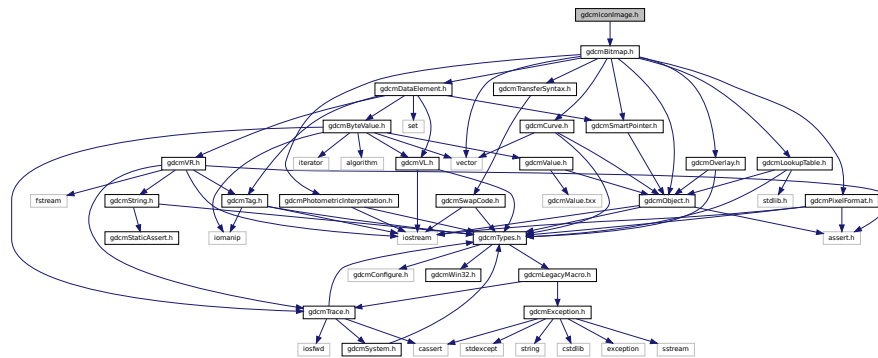 gdcmIconImage.h
gdcmBitmap.h
gdcmDataElement.h
gdcmTransferSyntax.h
gdcmByteValue.h
set
gdcmCurve.h
gdcmSmartPointer.h
gdcmVR.h
iterator
algorithm
gdcmVL.h
vector
gdcmValue.h
gdcmOverlay.h
gdcmLookupTable.h
fstream
gdcmString.h
gdcmTag.h
gdcmPhotometricInterpretation.h
gdcmSwapCode.h
gdcmValue.txx
gdcmObject.h
stdlib.h
gdcmPixelFormat.h
gdcmStaticAssert.h
iomanip
iostream
gdcmTypes.h
assert.h
gdcmConfigure.h
gdcmWin32.h
gdcmLegacyMacro.h
gdcmTrace.h
gdcmException.h
iosfwd
gdcmSystem.h
cassert
stdexcept
string
cstdlib
exception
sstream